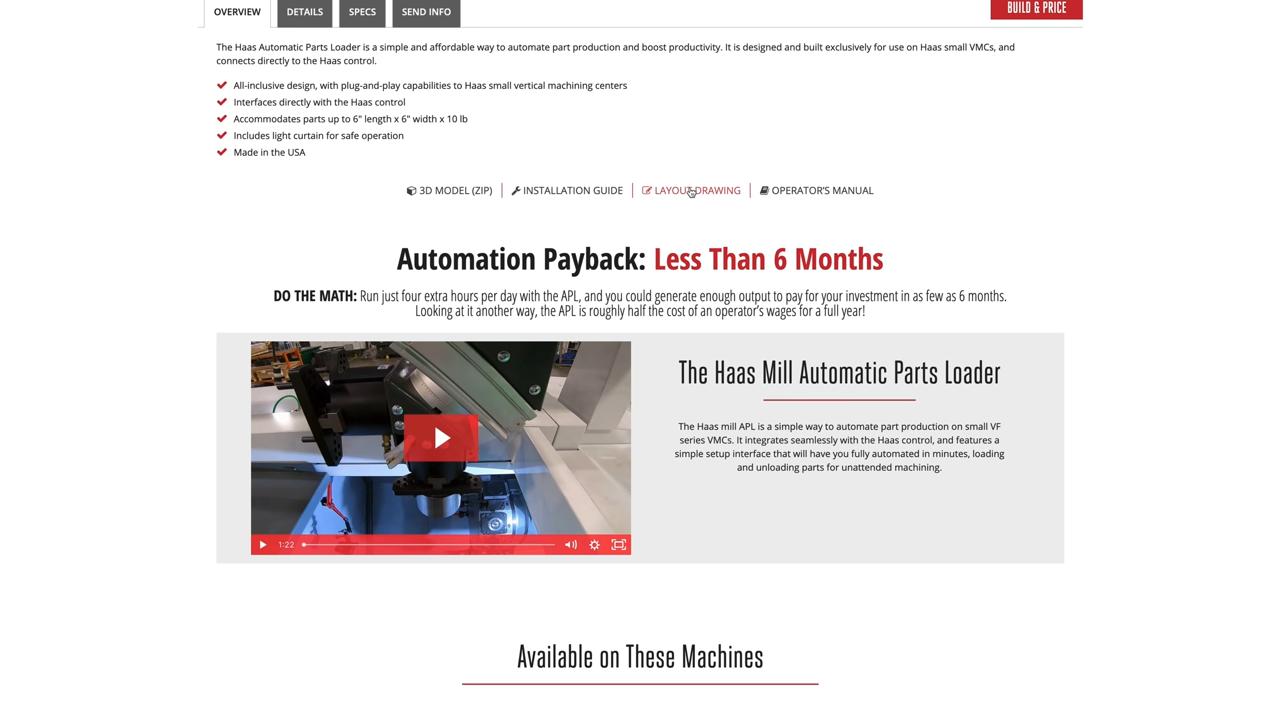 OVERVIEW DETAILS SPECS SEND INFO BUILD & PRICE
The Haas Automatic Parts Loader is a simple and affordable way to automate part production and boost productivity. It is designed and built exclusively for use on Haas small VMCs, and
connects directly to the Haas control.
All-inclusive design, with plug-and-play capabilities to Haas small vertical machining centers
Interfaces directly with the Haas control
Accommodates parts up to 6" length x 6" width x 10 lb
Includes light curtain for safe operation
Made in the USA
3D MODEL (ZIP) INSTALLATION GUIDE LAYOUT DRAWING OPERATOR'S MANUAL
Automation Payback: Less Than 6 Months
DO THE MATH: Run just four extra hours per day with the APL, and you could generate enough output to pay for your investment in as few as 6 months.
Looking at it another way, the APL is roughly half the cost of an operator's wages for a full year!
The Haas Mill Automatic Parts Loader
The Haas mill APL is a simple way to automate part production on small VF
series VMCs. It integrates seamlessly with the Haas control, and features a
simple setup interface that will have you fully automated in minutes, loading
and unloading parts for unattended machining.
1:22
Available on These Machines